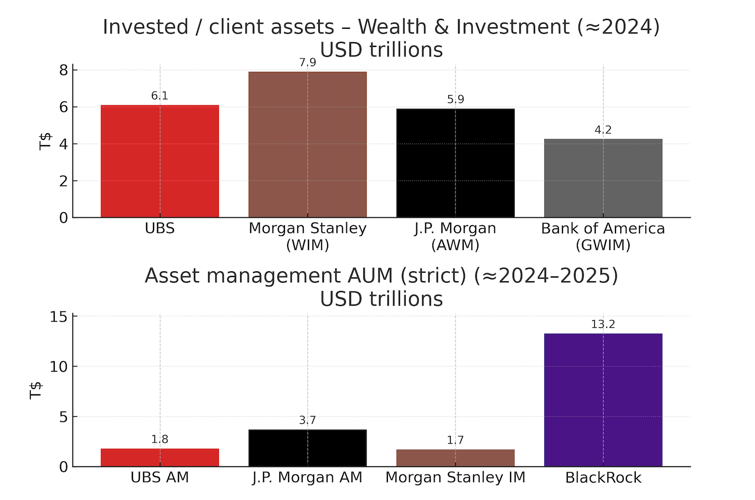 Invested / client assets – Wealth & Investment (≈2024)
USD trillions
T$
8
6
4
2
0
6.1
7.9
5.9
4.2
UBS
Morgan Stanley
(WIM)
J.P. Morgan
(AWM)
Bank of America
(GWIM)
Asset management AUM (strict) (≈2024–2025)
USD trillions
T$
15
10
5
0
1.8
3.7
1.7
13.2
UBS AM
J.P. Morgan AM
Morgan Stanley IM
BlackRock